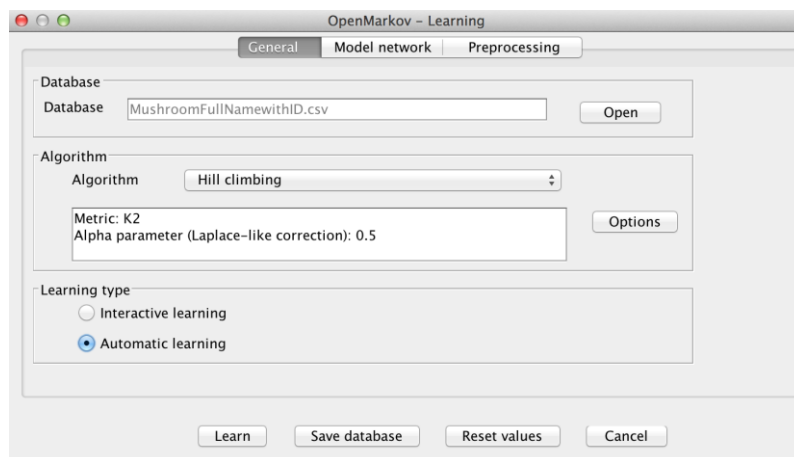 OpenMarkov – Learning
General Model network Preprocessing
Database
Database MushroomFullNamewithID.csv Open
Algorithm
Algorithm Hill climbing
Metric: K2
Alpha parameter (Laplace-like correction): 0.5
Options
Learning type
Interactive learning
Automatic learning
Learn Save database Reset values Cancel